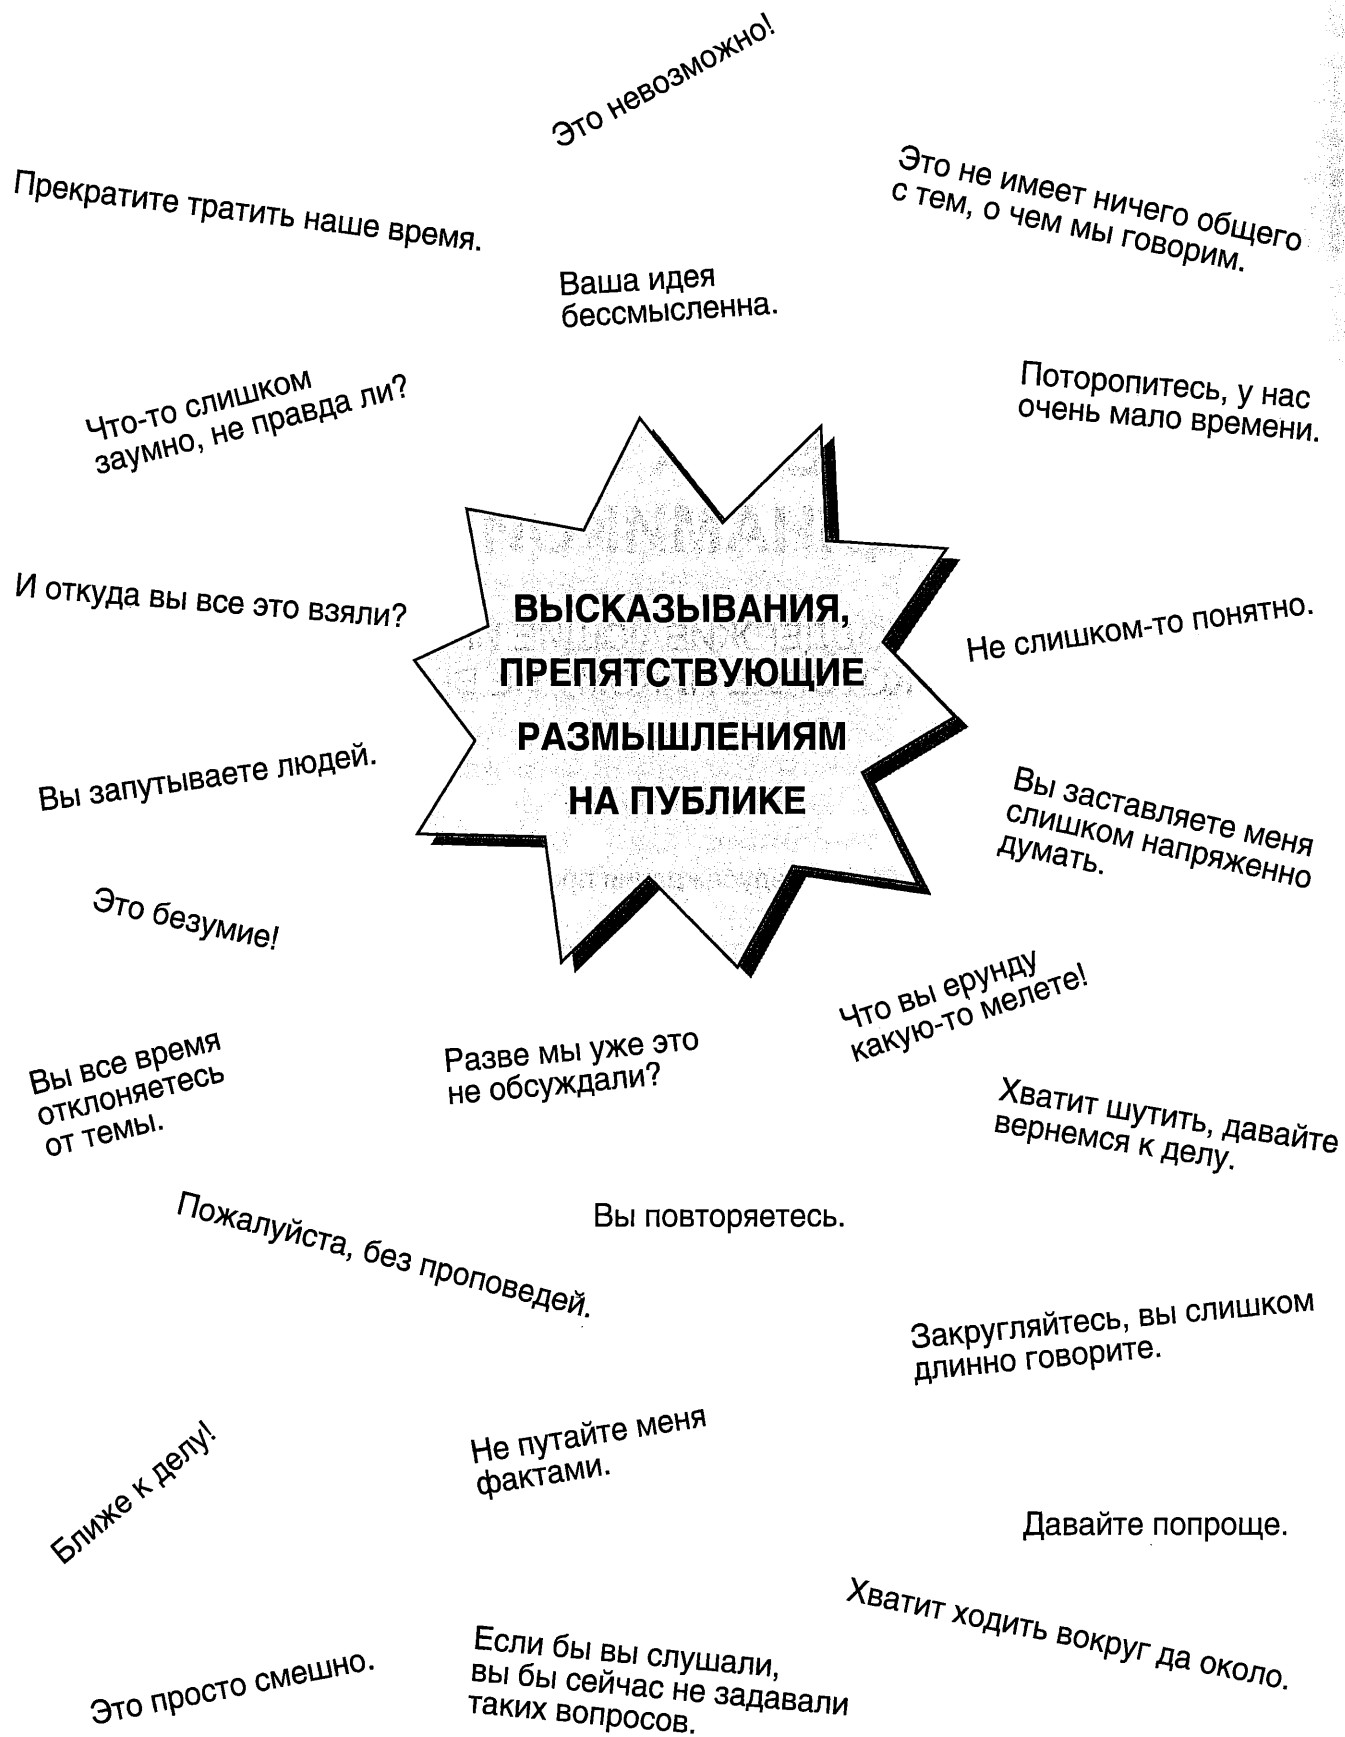 Это невозможно!
Прекратите тратить наше время.
Это не имеет ничего общего
с тем, о чем мы говорим.
Ваша идея
бессмысленна.
Что-то слишком
заумно, не правда ли?
Поторопитесь, у нас
очень мало времени.
И откуда вы все это взяли?
ВЫСКАЗЫВАНИЯ,
ПРЕПЯТСТВУЮЩИЕ
РАЗМЫШЛЕНИЯМ
НА ПУБЛИКЕ
Не слишком-то понятно.
Вы запутываете людей.
Вы заставляете меня
слишком напряженно
думать.
Это безумие!
Что вы ерунду
какую-то мелете!
Вы все время
отклоняетесь
от темы.
Разве мы уже это
не обсуждали?
Хватит шутить, давайте
вернемся к делу.
Пожалуйста, без проповедей.
Вы повторяетесь.
Закругляйтесь, вы слишком
длинно говорите.
Ближе к делу!
Не путайте меня
фактами.
Давайте попроще.
Хватит ходить вокруг да около.
Это просто смешно.
Если бы вы слушали,
вы бы сейчас не задавали
таких вопросов.